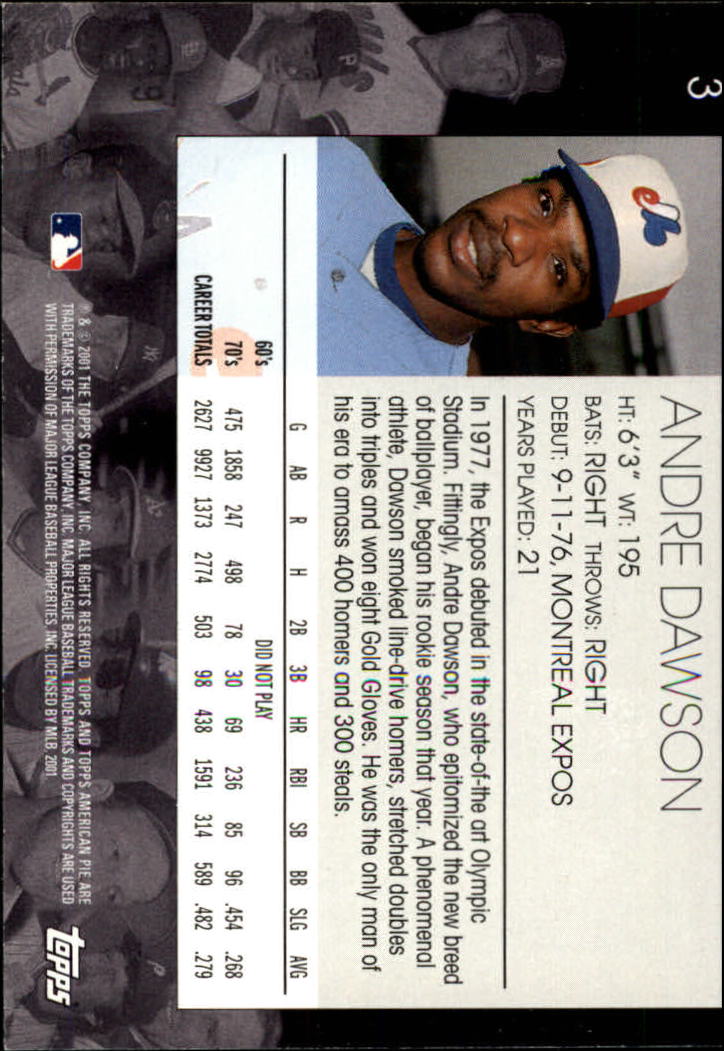 3
ANDRE DAWSON
HT: 6'3" WT: 195
BATS: RIGHT THROWS: RIGHT
DEBUT: 9-11-76, MONTREAL EXPOS
YEARS PLAYED: 21
In 1977, the Expos debuted in the state-of-the art Olympic
Stadium. Fittingly, Andre Dawson, who epitomized the new breed
of ballplayer, began his rookie season that year. A phenomenal
athlete, Dawson smoked line-drive homers, stretched doubles
into triples and won eight Gold Gloves. He was the only man of
his era to amass 400 homers and 300 steals.
G AB R H 2B 3B HR RBI SB BB SLG AVG
60's DID NOT PLAY
70's 475 1858 247 498 78 30 69 236 85 96 .454 .268
CAREER TOTALS 2627 9927 1373 2774 503 98 438 1591 314 589 .482 .279
® & © 2001 THE TOPPS COMPANY, INC. ALL RIGHTS RESERVED. TOPPS AND TOPPS AMERICAN PIE ARE
TRADEMARKS OF THE TOPPS COMPANY, INC. MAJOR LEAGUE BASEBALL TRADEMARKS AND COPYRIGHTS ARE USED
WITH PERMISSION OF MAJOR LEAGUE BASEBALL PROPERTIES, INC. LICENSED BY MLB, 2001
topps